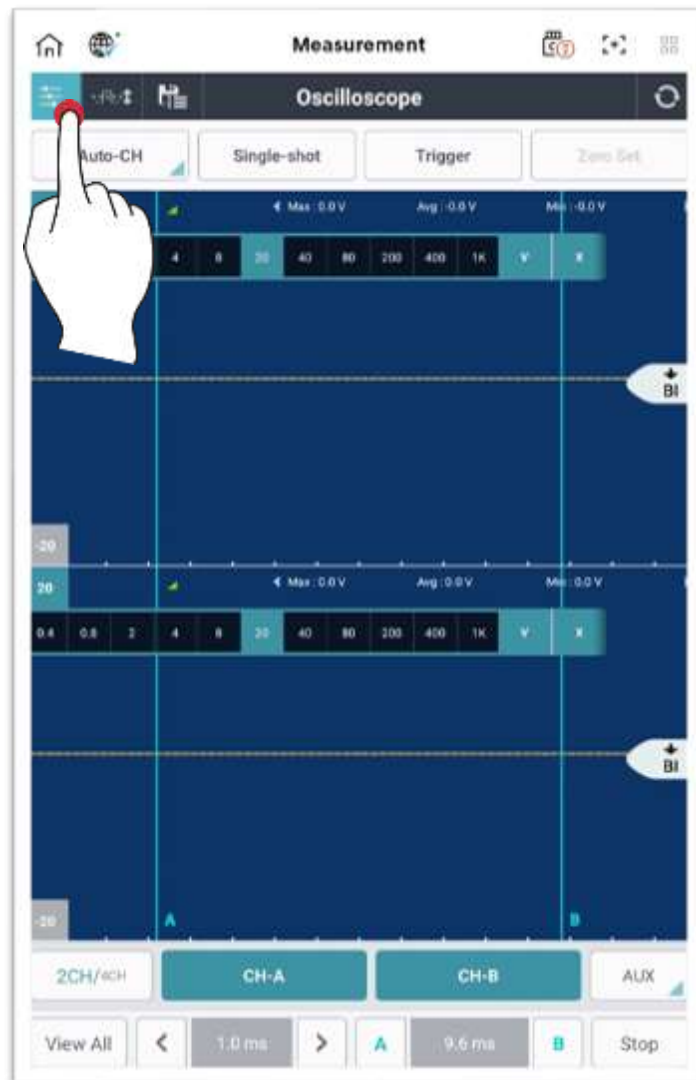 Measurement
Oscilloscope
Auto-CH Single-shot Trigger Zero Set
Max : 0.0 V Avg : -0.0 V Min : -0.0 V
4 8 20 40 80 200 400 1K V X
BI
-20
20 Max : 0.0 V Avg : 0.0 V Min : 0.0 V
0.4 0.8 2 4 8 20 40 80 200 400 1K V X
BI
-20 A B
2CH/4CH CH-A CH-B AUX
View All < 1.0 ms > A 9.6 ms B Stop